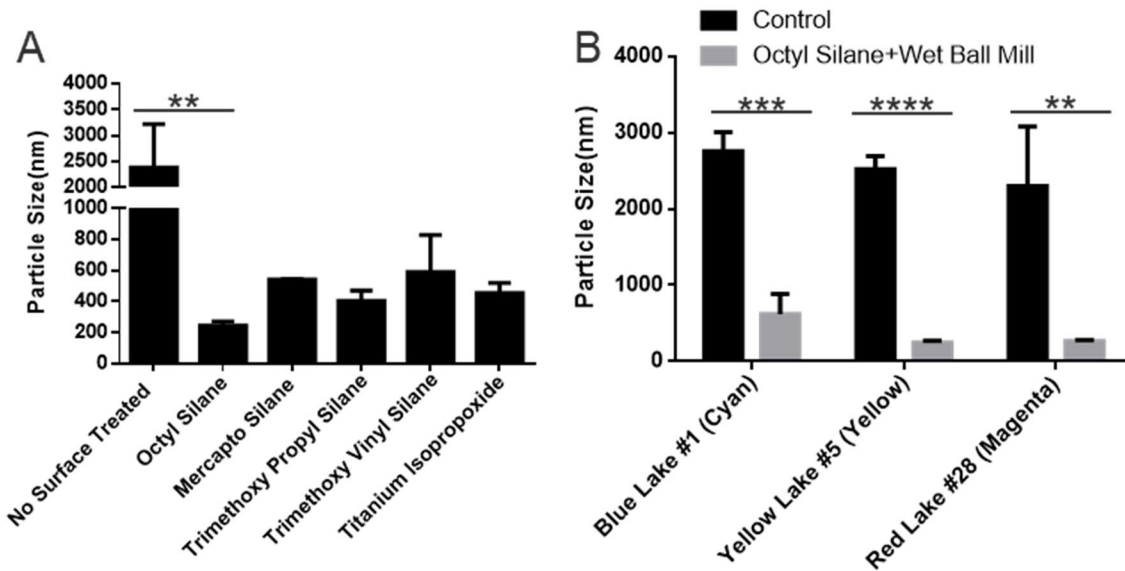 A
Particle Size(nm)
4000
3500
3000
2500
2000
1000
800
600
400
200
0
**
No Surface Treated
Octyl Silane
Mercapto Silane
Trimethoxy Propyl Silane
Trimethoxy Vinyl Silane
Titanium Isopropoxide
B
Control
Octyl Silane+Wet Ball Mill
Particle Size(nm)
4000
3000
2000
1000
0
***
****
**
Blue Lake #1 (Cyan)
Yellow Lake #5 (Yellow)
Red Lake #28 (Magenta)